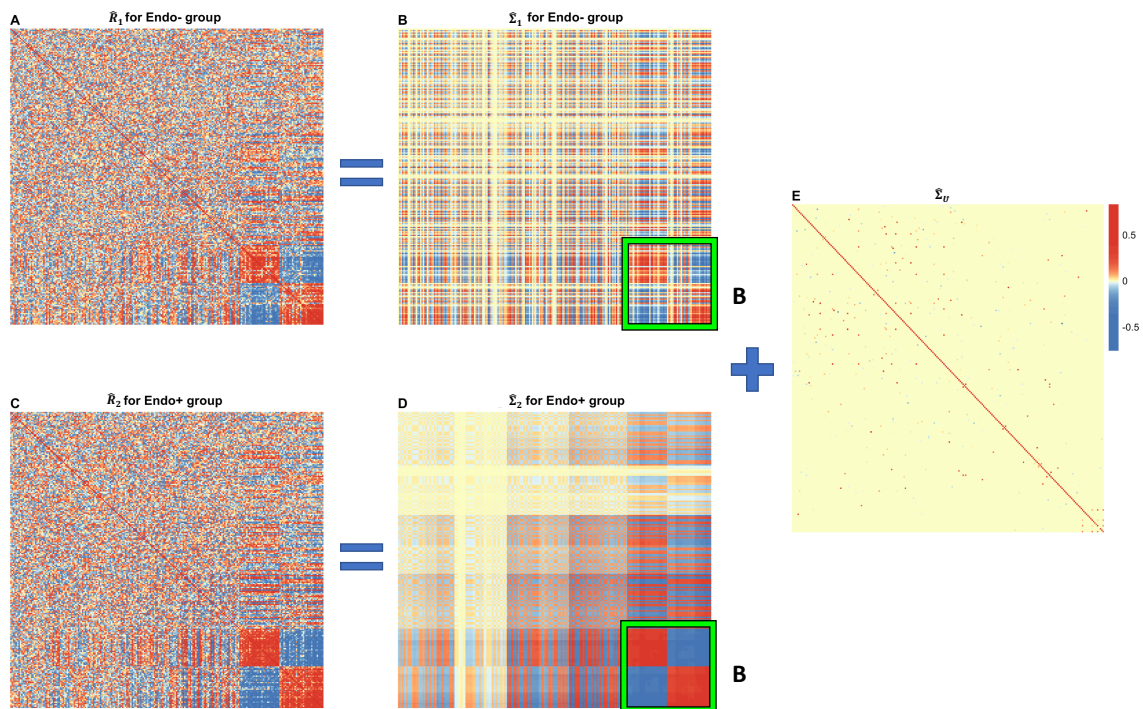 A
R̂₁ for Endo- group
B
Σ̂₁ for Endo- group
B
E
Σ̂_U
0.5
0
-0.5
C
R̂₂ for Endo+ group
D
Σ̂₂ for Endo+ group
B